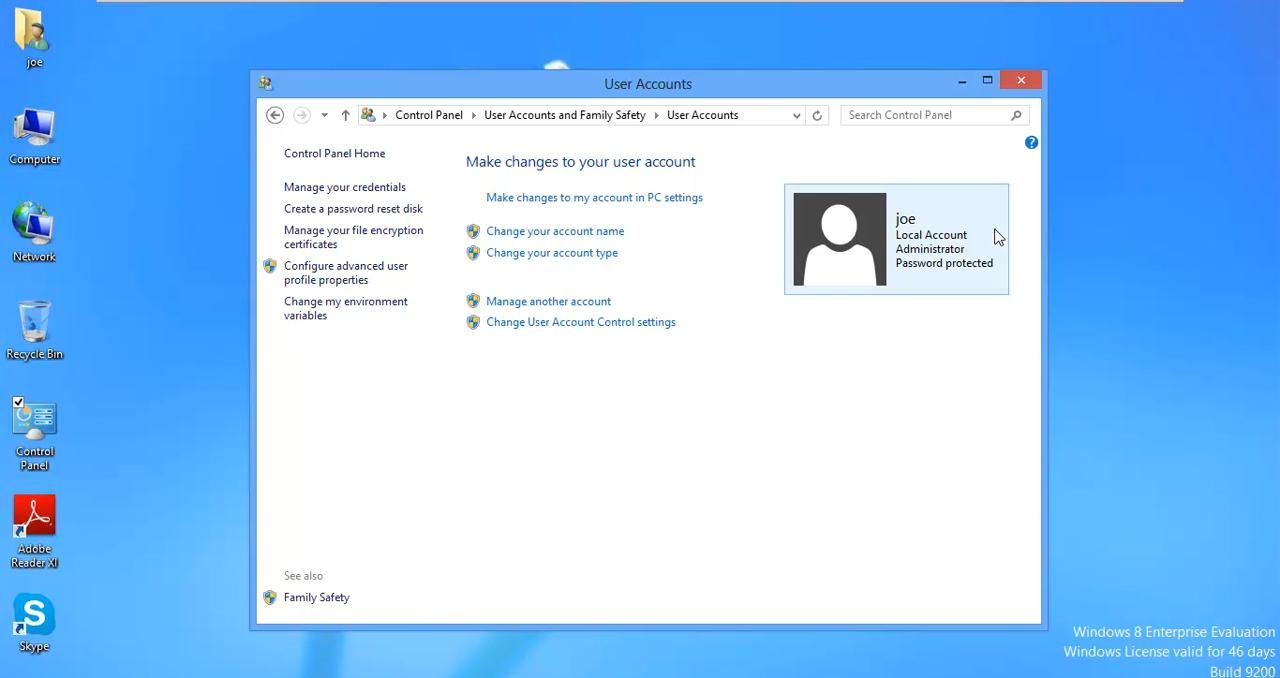 joe
Computer
Network
Recycle Bin
Control
Panel
Adobe
Reader XI
Skype
User Accounts
Control Panel
User Accounts and Family Safety
User Accounts
Search Control Panel
Control Panel Home
Manage your credentials
Create a password reset disk
Manage your file encryption
certificates
Configure advanced user
profile properties
Change my environment
variables
See also
Family Safety
Make changes to your user account
Make changes to my account in PC settings
Change your account name
Change your account type
Manage another account
Change User Account Control settings
joe
Local Account
Administrator
Password protected
Windows 8 Enterprise Evaluation
Windows License valid for 46 days
Build 9200